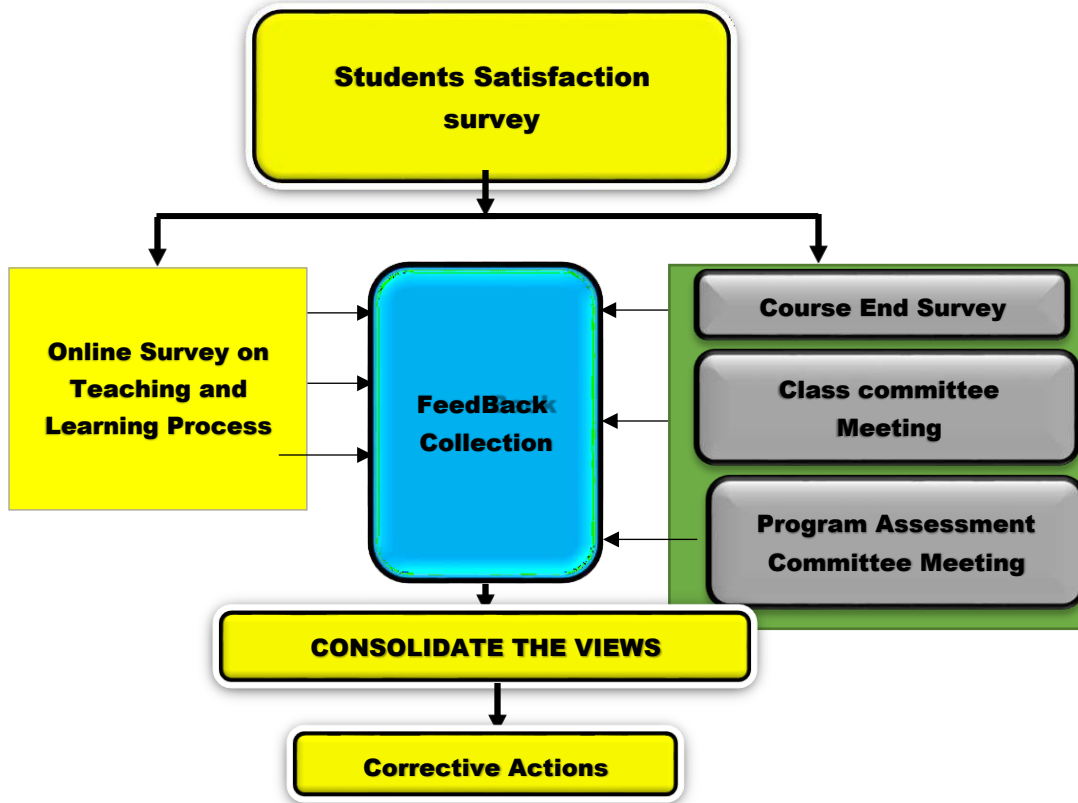 Students Satisfaction
survey
Online Survey on
Teaching and
Learning Process
FeedBack
Collection
Course End Survey
Class committee
Meeting
Program Assessment
Committee Meeting
CONSOLIDATE THE VIEWS
Corrective Actions